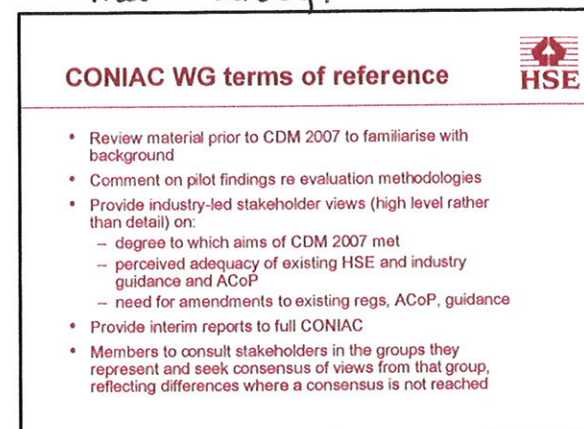 CONIAC WG terms of reference
HSE
• Review material prior to CDM 2007 to familiarise with
background
• Comment on pilot findings re evaluation methodologies
• Provide industry-led stakeholder views (high level rather
than detail) on:
– degree to which aims of CDM 2007 met
– perceived adequacy of existing HSE and industry
guidance and ACoP
– need for amendments to existing regs, ACoP, guidance
• Provide interim reports to full CONIAC
• Members to consult stakeholders in the groups they
represent and seek consensus of views from that group,
reflecting differences where a consensus is not reached